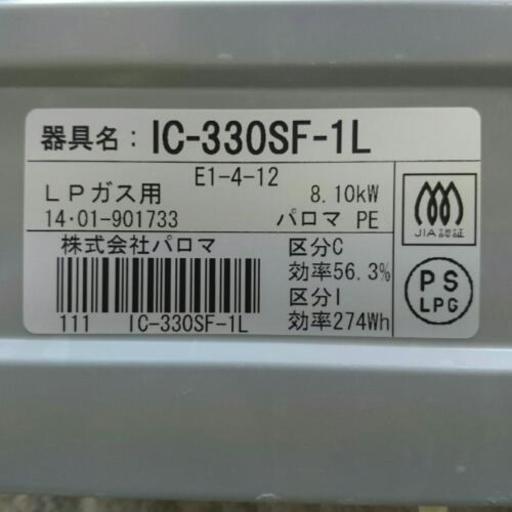 器具名：IC-330SF-1L
E1-4-12
LPガス用 8.10kW
14·01-901733 パロマ PE
株式会社パロマ
区分C
効率56.3%
区分I
効率274Wh
111 IC-330SF-1L
JIA認証
PS
LPG